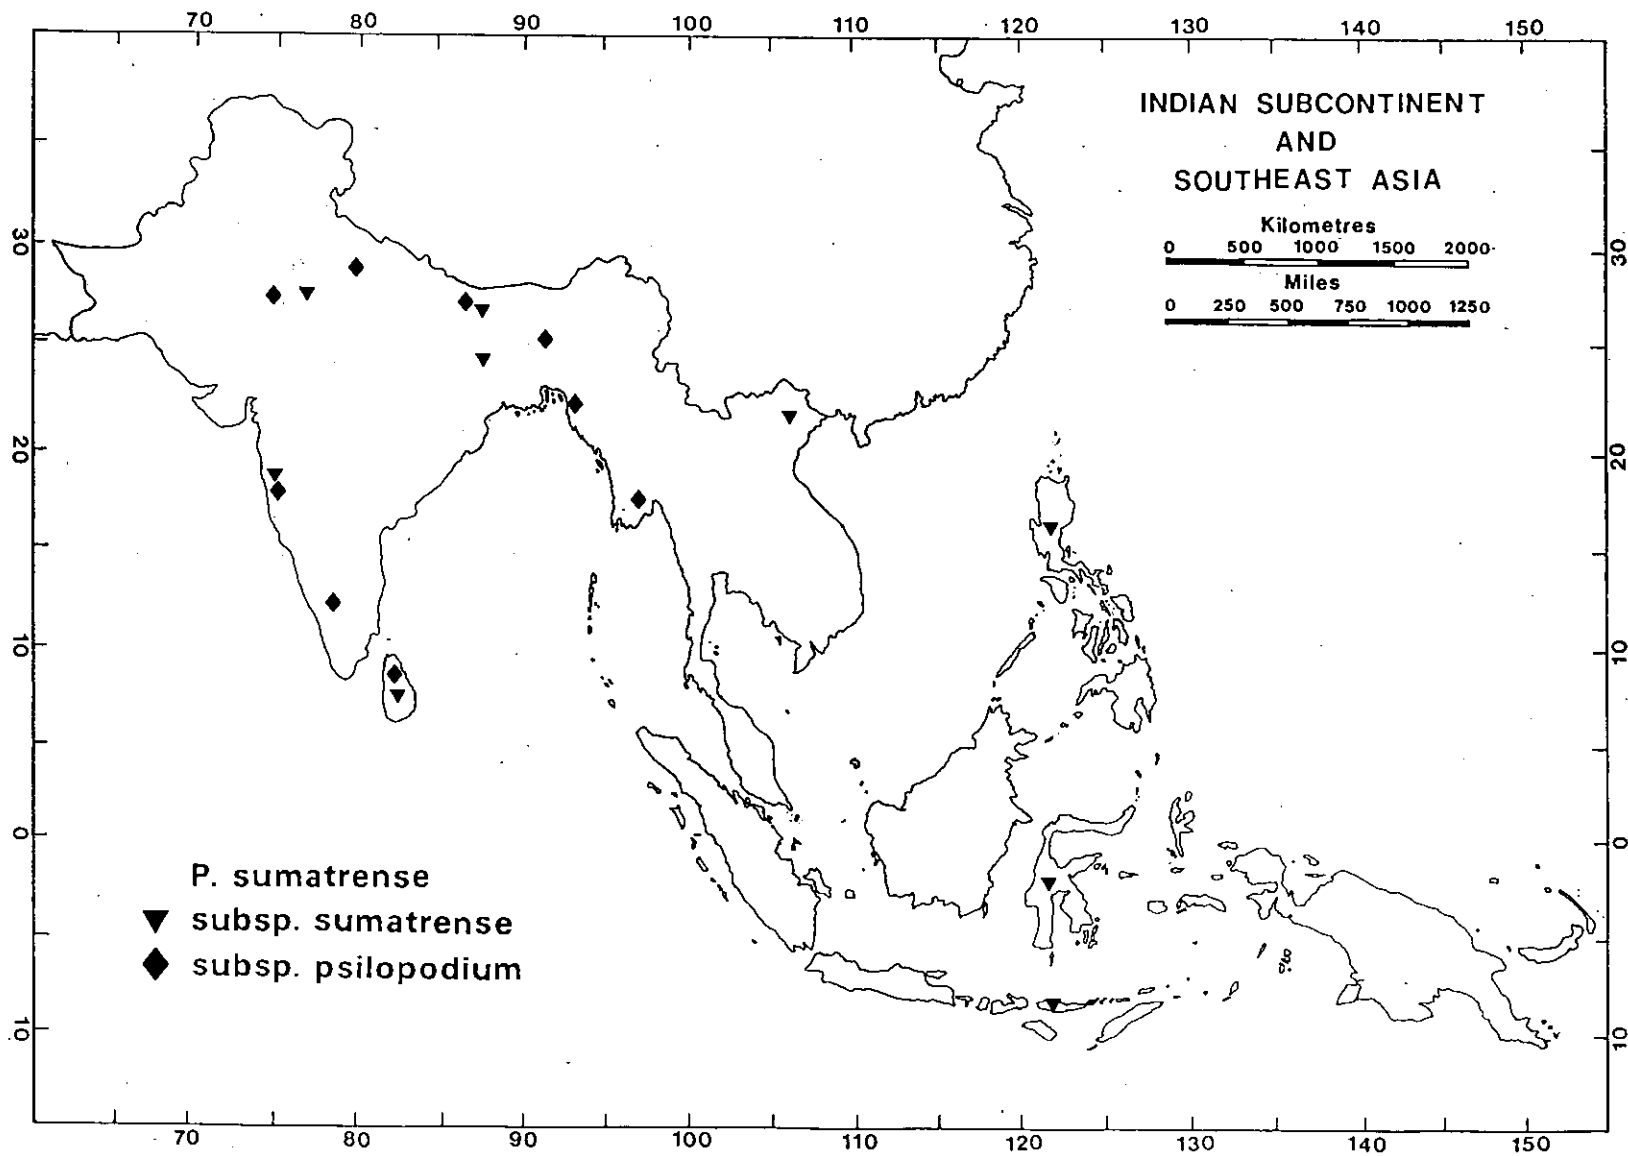 70 80 90 100 110 120 130 140 150
INDIAN SUBCONTINENT
AND
SOUTHEAST ASIA
Kilometres
0 500 1000 1500 2000
Miles
0 250 500 750 1000 1250
30 30
20 20
10 10
0 0
10 10
P. sumatrense
subsp. sumatrense
subsp. psilopodium
70 80 90 100 110 120 130 140 150